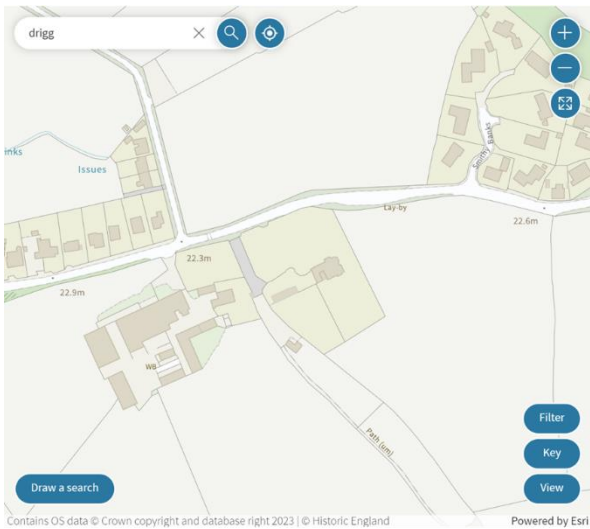 drigg
inks
Issues
Smithy Banks
Lay-by
22.6m
22.3m
22.9m
WB
Path (um)
Filter
Key
View
Draw a search
Contains OS data © Crown copyright and database right 2023 | © Historic England
Powered by Esri